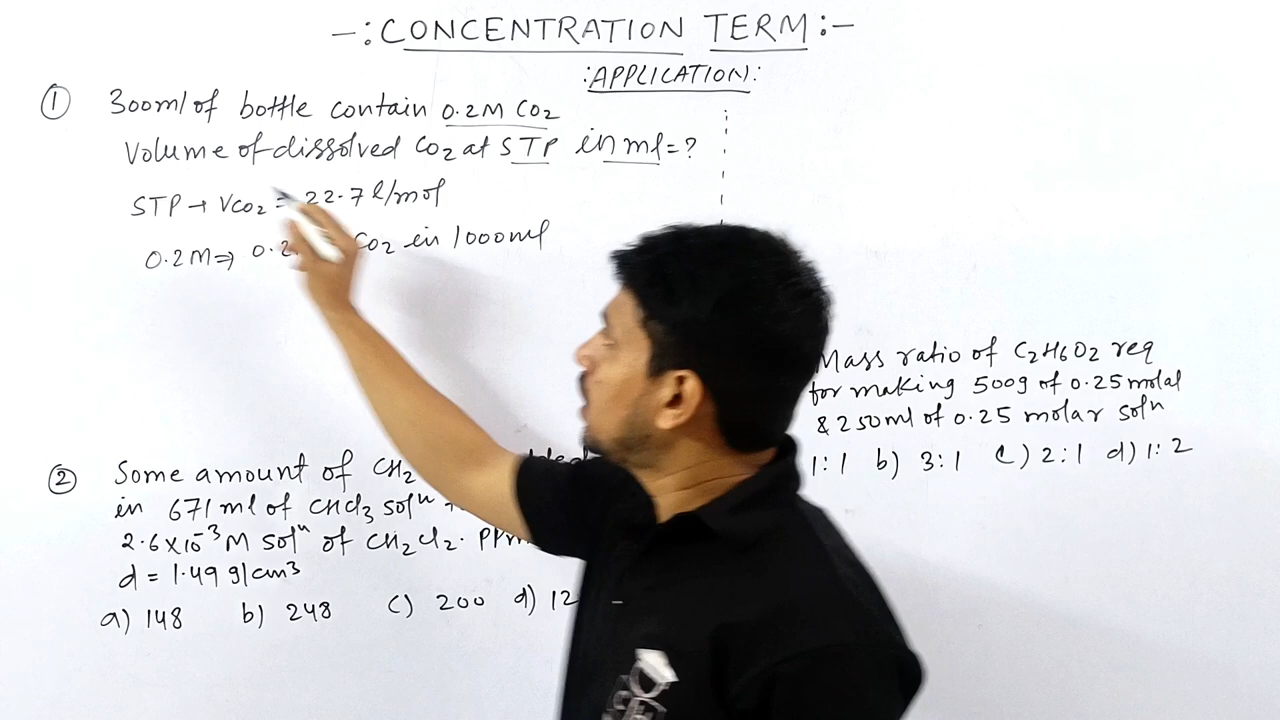 -: CONCENTRATION TERM :-
: APPLICATION :
① 300ml of bottle contain 0.2M CO2
Volume of dissolved CO2 at STP in ml = ?
STP → VCO2 = 22.7 l/mol
0.2M ⇒ 0.2 CO2 in 1000ml
② Some amount of CH2
in 671 ml of CHCl3 solⁿ
2.6×10⁻³ M solⁿ of CH2Cl2. PPm
d = 1.49 g/cm³
a) 148 b) 248 c) 200 d) 12
Mass ratio of C2H6O2 req
for making 500g of 0.25 molal
& 250ml of 0.25 molar solⁿ
1:1 b) 3:1 c) 2:1 d) 1:2